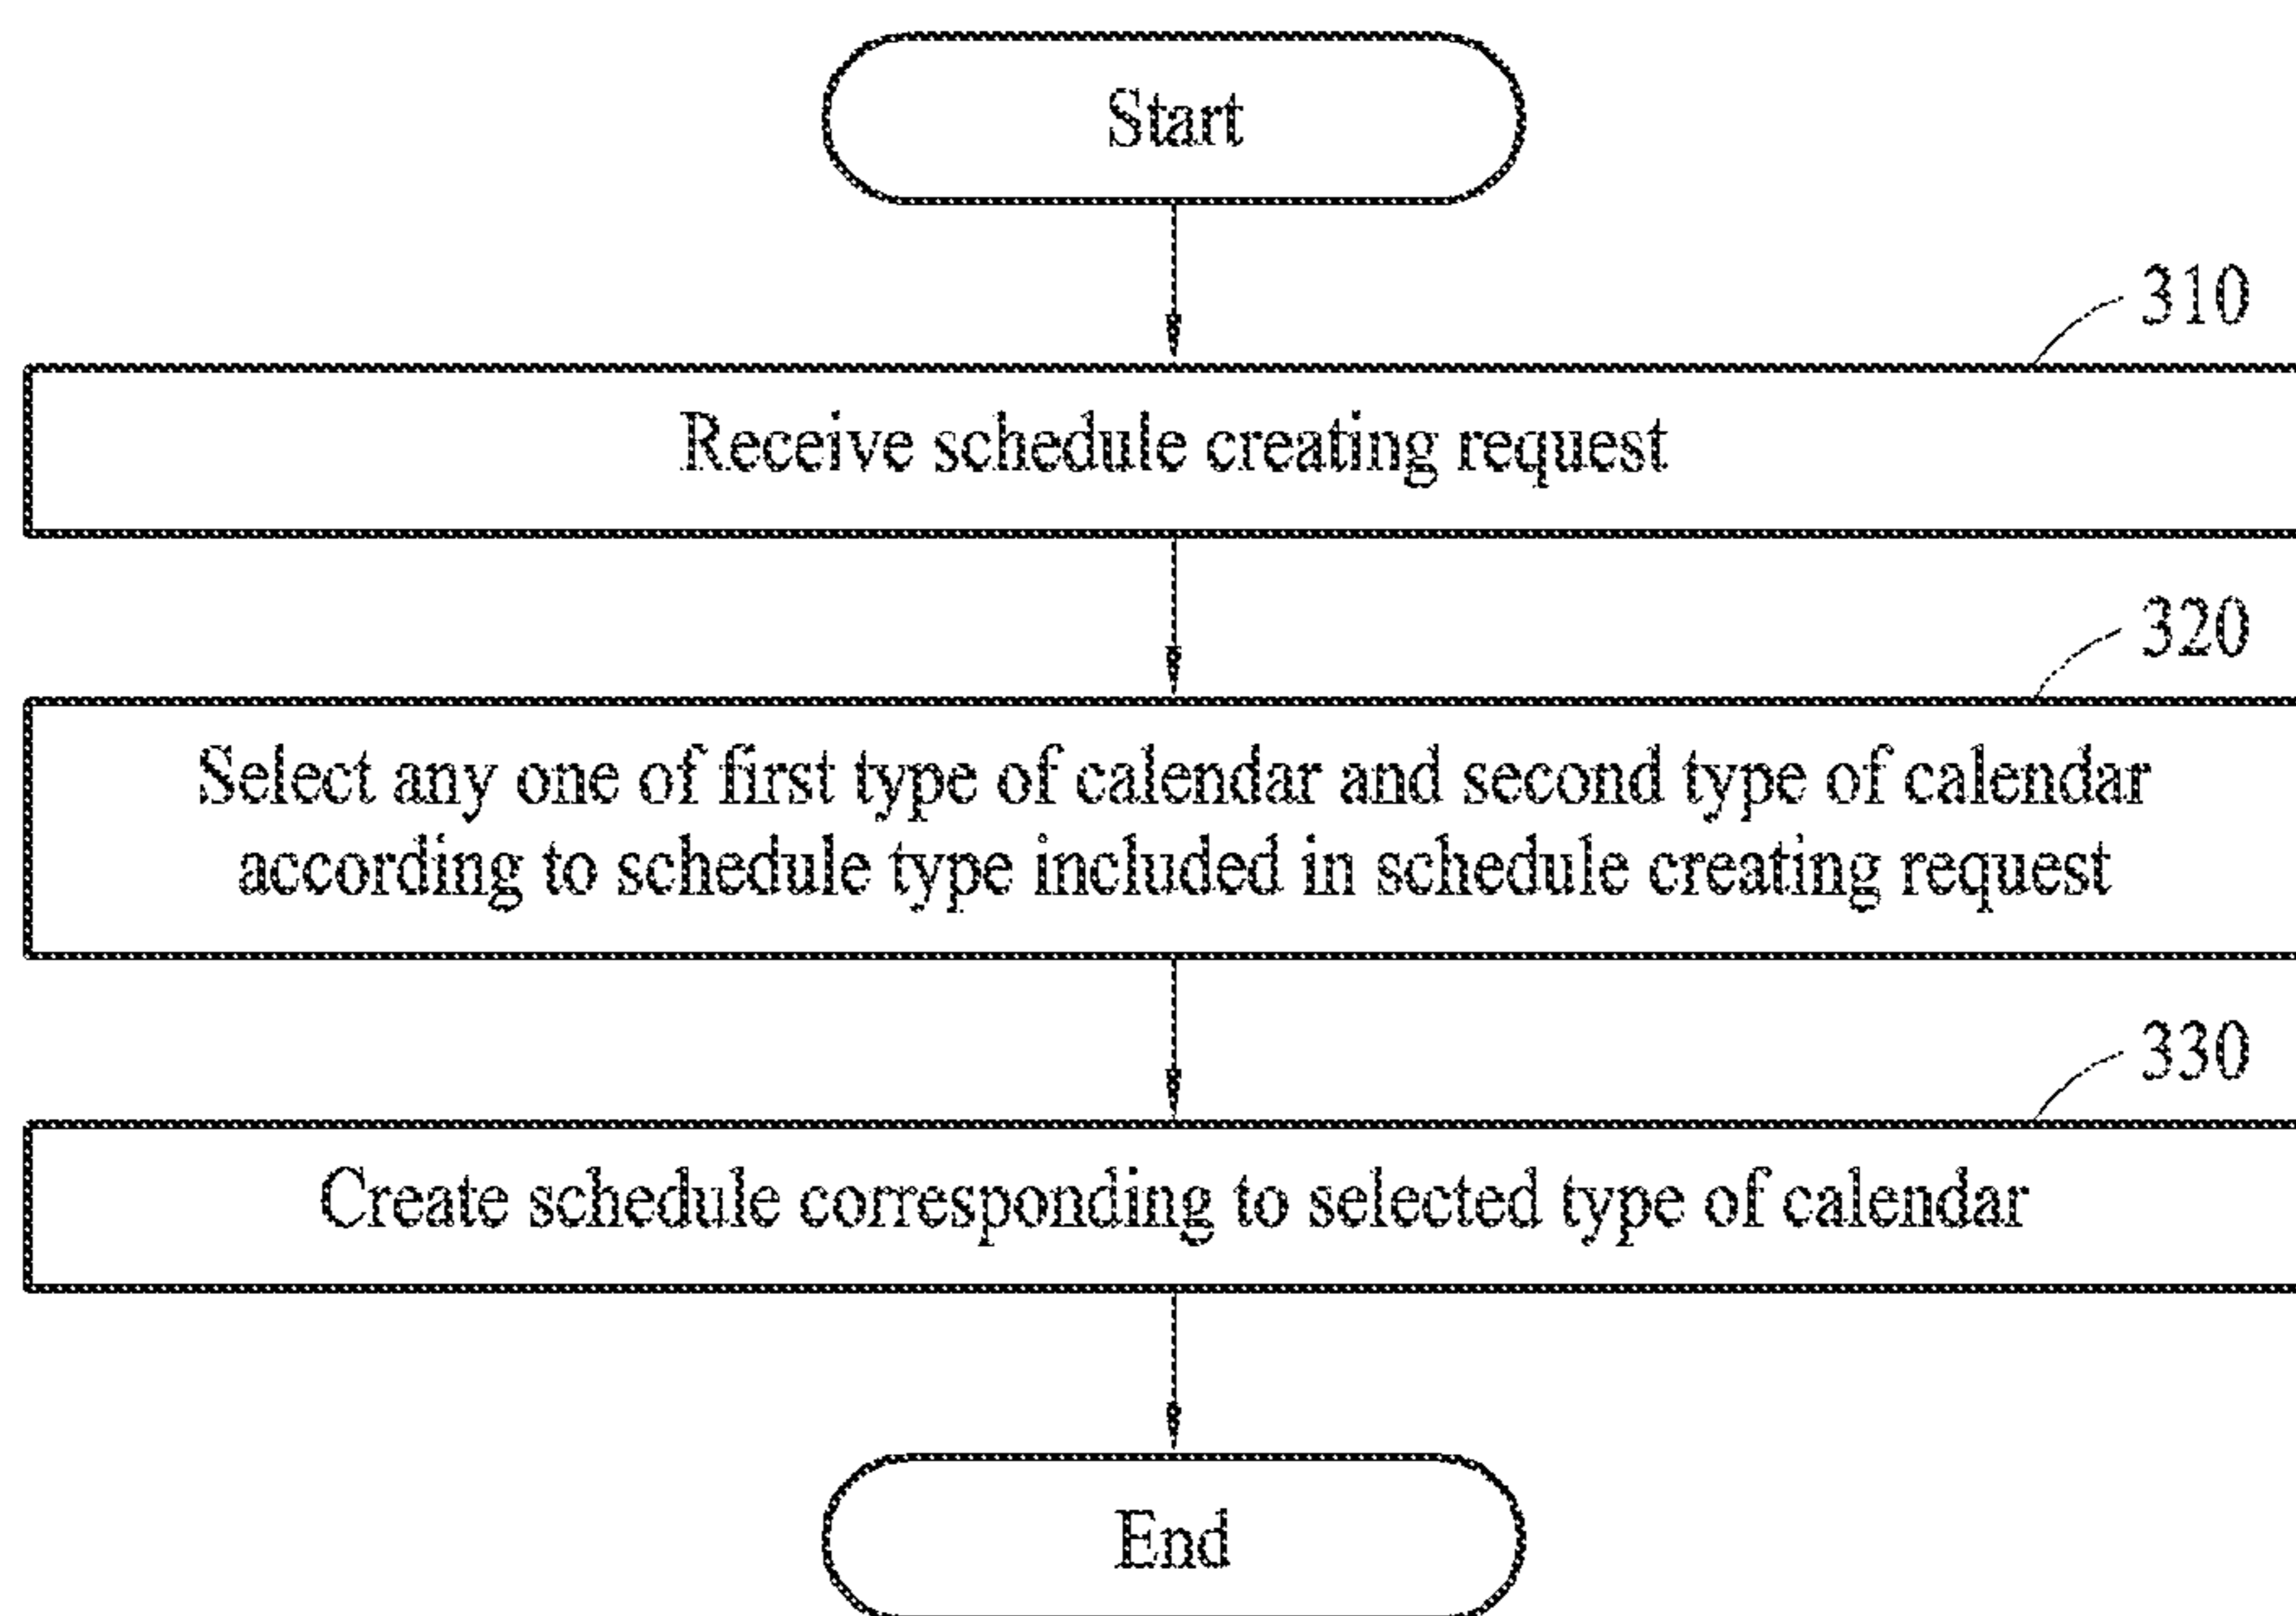 Start
310
Receive schedule creating request
320
Select any one of first type of calendar and second type of calendar
according to schedule type included in schedule creating request
330
Create schedule corresponding to selected type of calendar
End